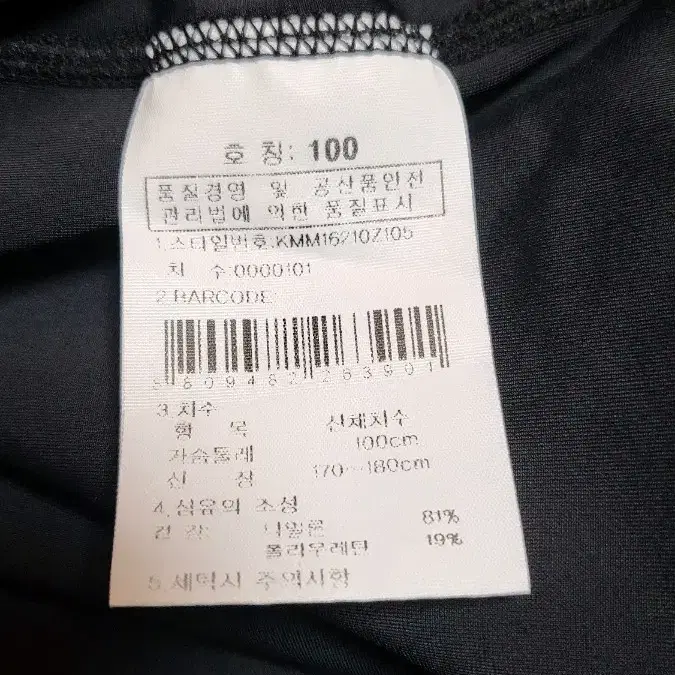 호 칭: 100
품질경영 및 공산품안전
관리법에 의한 품질표시
1.스타일번호:KMM16210Z105
치 수:0000101
2.BARCODE
8809482263901
3.치수
항 목 신체치수
가슴둘레 100cm
신 장 170~180cm
4.섬유의 조성
겉 감: 나일론 81%
폴리우레탄 19%
5.세탁시 주의사항